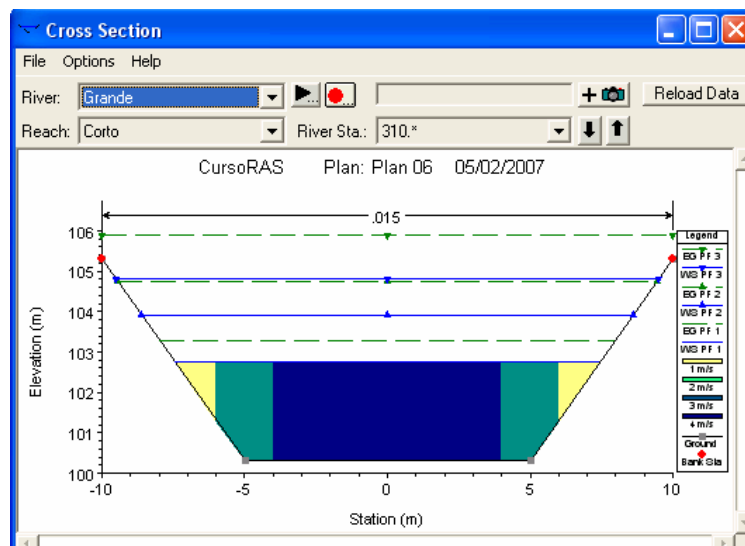 Cross Section
File Options Help
River: Grande + Reload Data
Reach: Corto River Sta.: 310.*
CursoRAS Plan: Plan 06 05/02/2007
.015
Elevation (m)
106
105
104
103
102
101
100
-10 -5 0 5 10
Station (m)
Legend
EG PF 3
WS PF 3
EG PF 2
WS PF 2
EG PF 1
WS PF 1
1 m/s
2 m/s
3 m/s
4 m/s
Ground
Bank Sta